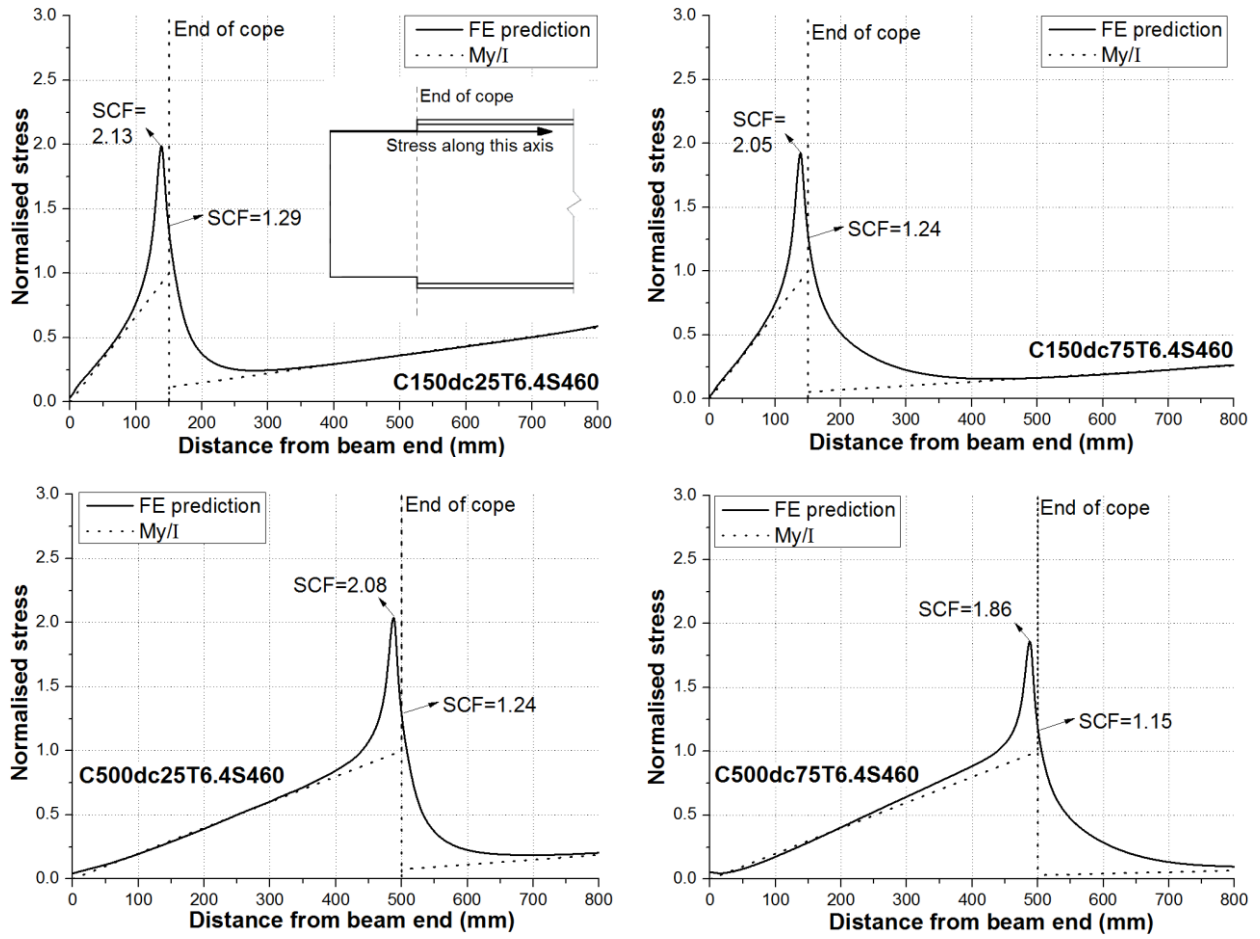 3.0
2.5
2.0
1.5
1.0
0.5
0.0
Normalised stress
End of cope
FE prediction
My/I
SCF=
2.13
SCF=1.29
End of cope
Stress along this axis
C150dc25T6.4S460
0 100 200 300 400 500 600 700 800
Distance from beam end (mm)
3.0
2.5
2.0
1.5
1.0
0.5
0.0
Normalised stress
End of cope
FE prediction
My/I
SCF=
2.05
SCF=1.24
C150dc75T6.4S460
0 100 200 300 400 500 600 700 800
Distance from beam end (mm)
3.0
2.5
2.0
1.5
1.0
0.5
0.0
Normalised stress
FE prediction
My/I
End of cope
SCF=2.08
SCF=1.24
C500dc25T6.4S460
0 100 200 300 400 500 600 700 800
Distance from beam end (mm)
3.0
2.5
2.0
1.5
1.0
0.5
0.0
Normalised stress
FE prediction
My/I
End of cope
SCF=1.86
SCF=1.15
C500dc75T6.4S460
0 100 200 300 400 500 600 700 800
Distance from beam end (mm)